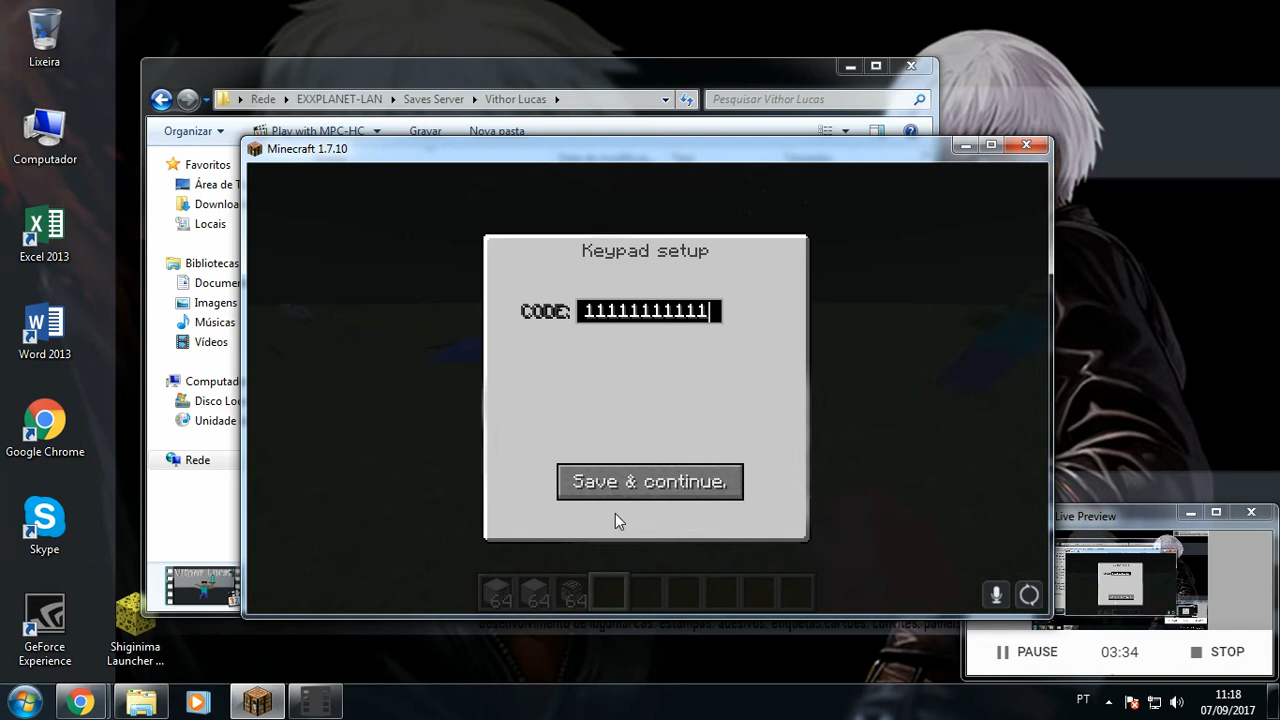 Lixeira
Computador
Excel 2013
Word 2013
Google Chrome
Skype
GeForce
Experience
Shiginima
Launcher ...
Rede
EXXPLANET-LAN
Saves Server
Vithor Lucas
Pesquisar Vithor Lucas
Organizar
Play with MPC-HC
Gravar
Nova pasta
Favoritos
Área de T
Downloa
Locais
Bibliotecas
Documer
Imagens
Músicas
Vídeos
Computad
Disco Lo
Unidade
Rede
Minecraft 1.7.10
Keypad setup
CODE: 11111111111
Save & continue.
64 64 64
Live Preview
PAUSE 03:34 STOP
PT
11:18
07/09/2017